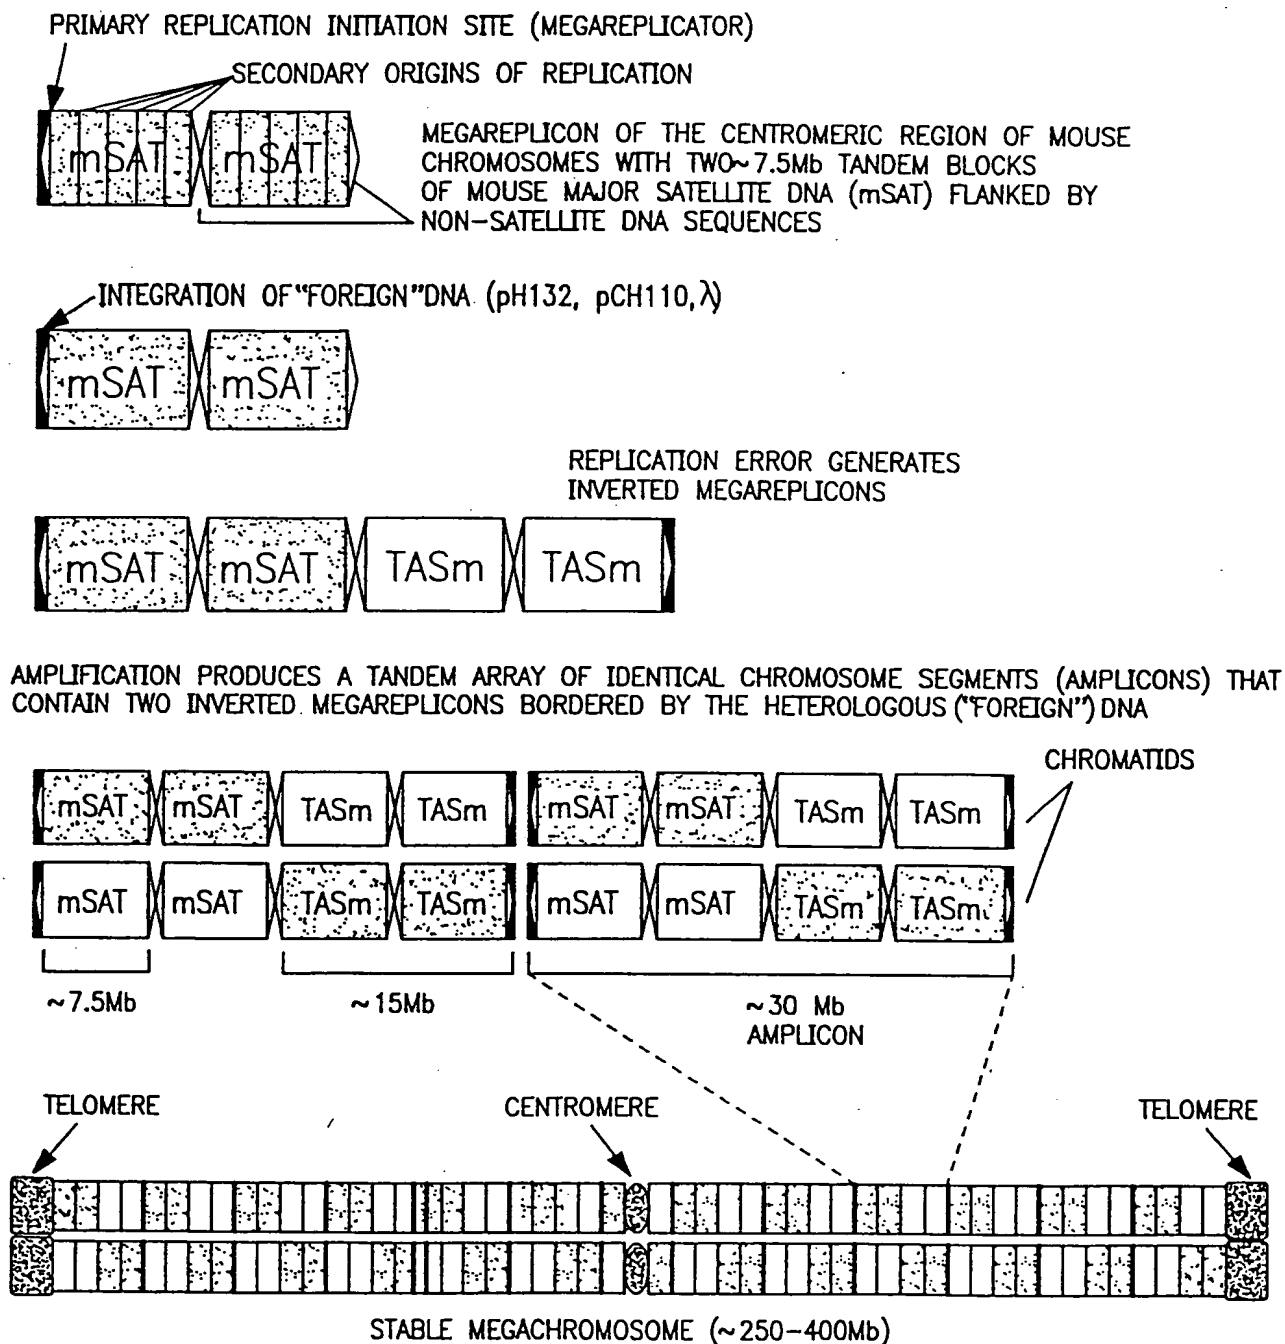 PRIMARY REPLICATION INITIATION SITE (MEGAREPLICATOR)
SECONDARY ORIGINS OF REPLICATION
mSAT mSAT
MEGAREPLICON OF THE CENTROMERIC REGION OF MOUSE
CHROMOSOMES WITH TWO~7.5Mb TANDEM BLOCKS
OF MOUSE MAJOR SATELLITE DNA (mSAT) FLANKED BY
NON-SATELLITE DNA SEQUENCES
INTEGRATION OF "FOREIGN" DNA (pH132, pCH110, λ)
mSAT mSAT
REPLICATION ERROR GENERATES
INVERTED MEGAREPLICONS
mSAT mSAT TASm TASm
AMPLIFICATION PRODUCES A TANDEM ARRAY OF IDENTICAL CHROMOSOME SEGMENTS (AMPLICONS) THAT
CONTAIN TWO INVERTED MEGAREPLICONS BORDERED BY THE HETEROLOGOUS ("FOREIGN") DNA
CHROMATIDS
mSAT mSAT TASm TASm mSAT mSAT TASm TASm
mSAT mSAT TASm TASm mSAT mSAT TASm TASm
~7.5Mb ~15Mb ~30 Mb
AMPLICON
TELOMERE CENTROMERE TELOMERE
STABLE MEGACHROMOSOME (~250-400Mb)